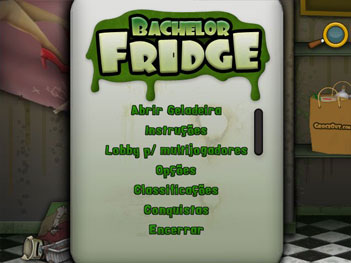 BACHELOR
FRIDGE
Abrir Geladeira
Instruções
Lobby p/ multijogadores
Opções
Classificações
Conquistas
Encerrar